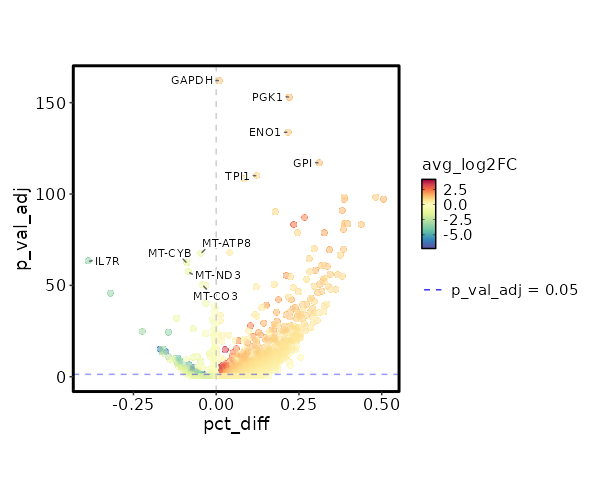 GAPDH
PGK1
ENO1
GPI
TPI1
MT-ATP8
MT-CYB
IL7R
MT-ND3
MT-CO3
150
100
50
0
p_val_adj
-0.25
0.00
0.25
0.50
pct_diff
avg_log2FC
2.5
0.0
-2.5
-5.0
p_val_adj = 0.05